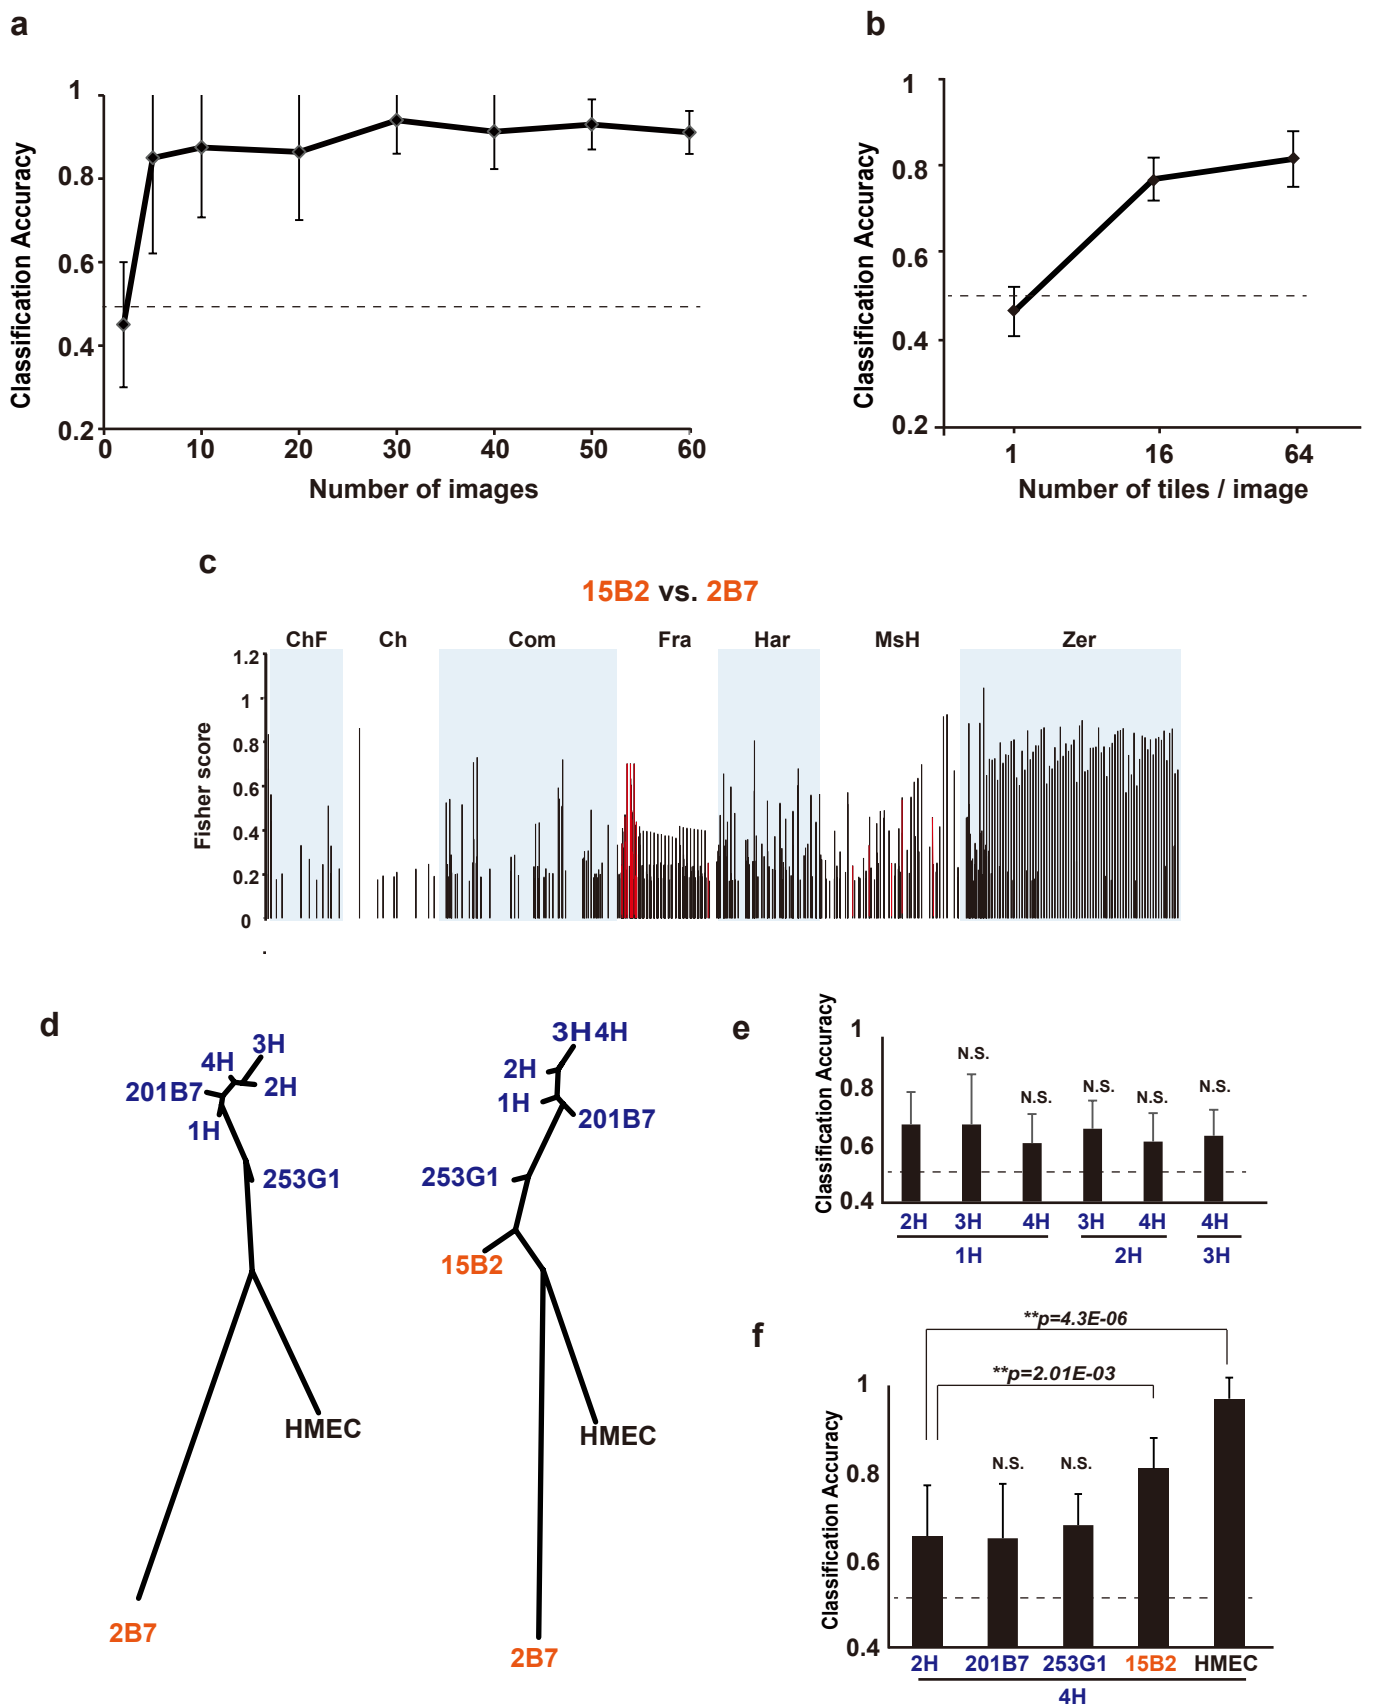 a
1
0.8
0.6
0.4
0.2
Classification Accuracy
0 10 20 30 40 50 60
Number of images
b
1
0.8
0.6
0.4
0.2
Classification Accuracy
1 16 64
Number of tiles / image
c
15B2 vs. 2B7
ChF Ch Com Fra Har MsH Zer
1.2
1
0.8
0.6
0.4
0.2
0
Fisher score
d
3H
4H
2H
201B7
1H
253G1
HMEC
2B7
3H 4H
2H
1H
201B7
253G1
15B2
HMEC
2B7
e
1
0.8
0.6
0.4
Classification Accuracy
N.S.
N.S.
N.S.
N.S.
N.S.
2H 3H 4H 3H 4H 4H
1H 2H 3H
f
**p=4.3E-06
**p=2.01E-03
1
0.8
0.6
0.4
Classification Accuracy
N.S. N.S.
2H 201B7 253G1 15B2 HMEC
4H